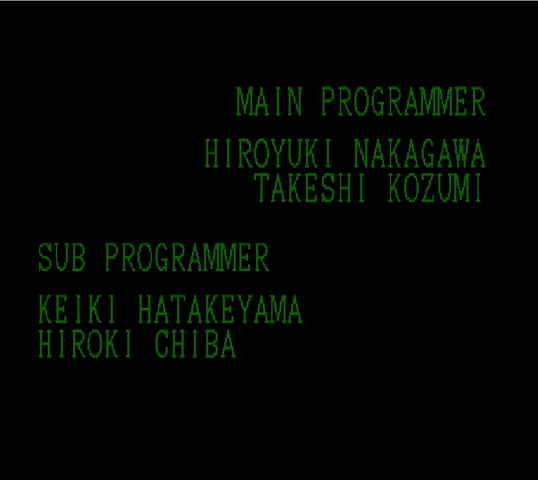 MAIN PROGRAMMER
HIROYUKI NAKAGAWA
TAKESHI KOZUMI
SUB PROGRAMMER
KEIKI HATAKEYAMA
HIROKI CHIBA